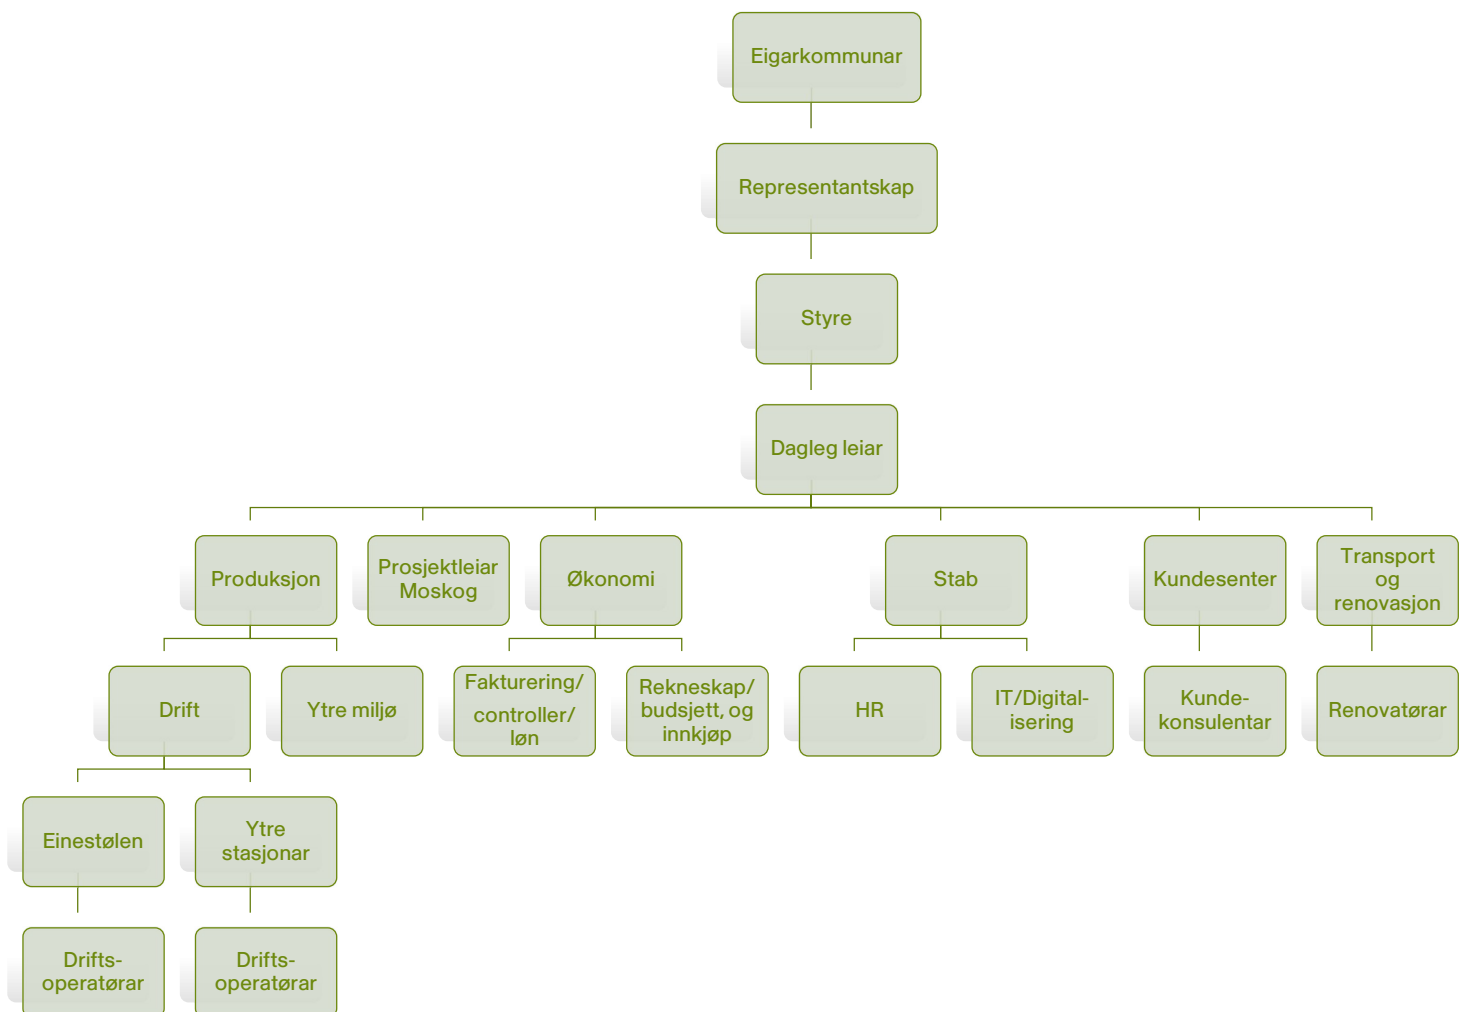 Eigarkommunar
Representantskap
Styre
Dagleg leiar
Produksjon
Prosjektleiar
Moskog
Økonomi
Stab
Kundesenter
Transport
og
renovasjon
Drift
Ytre miljø
Fakturering/
controller/
løn
Rekneskap/
budsjett, og
innkjøp
HR
IT/Digital-
isering
Kunde-
konsulentar
Renovatørar
Einestølen
Ytre
stasjonar
Drifts-
operatørar
Drifts-
operatørar